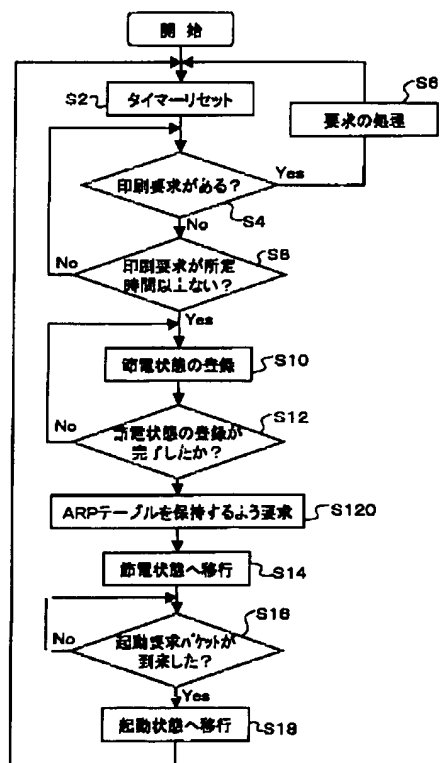 開 始
S2
タイマーリセット
S6
要求の処理
印刷要求がある?
Yes
S4
No
S8
印刷要求が所定
時間以上ない?
No
Yes
節電状態の登録
S10
S12
節電状態の登録が
完了したか?
No
ARPテーブルを保持するよう要求
S120
節電状態へ移行
S14
S16
起動要求パケットが
到来した?
No
Yes
起動状態へ移行
S18